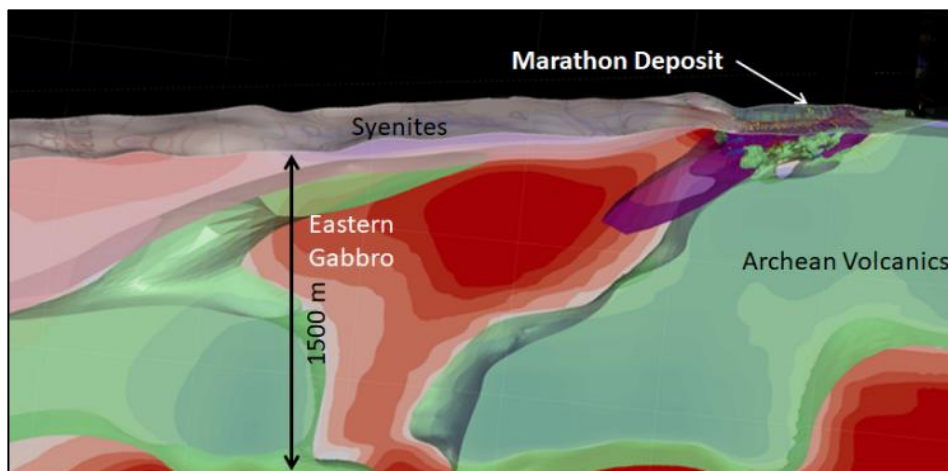 Marathon Deposit
Syenites
Eastern
Gabbro
Archean Volcanics
1500 m